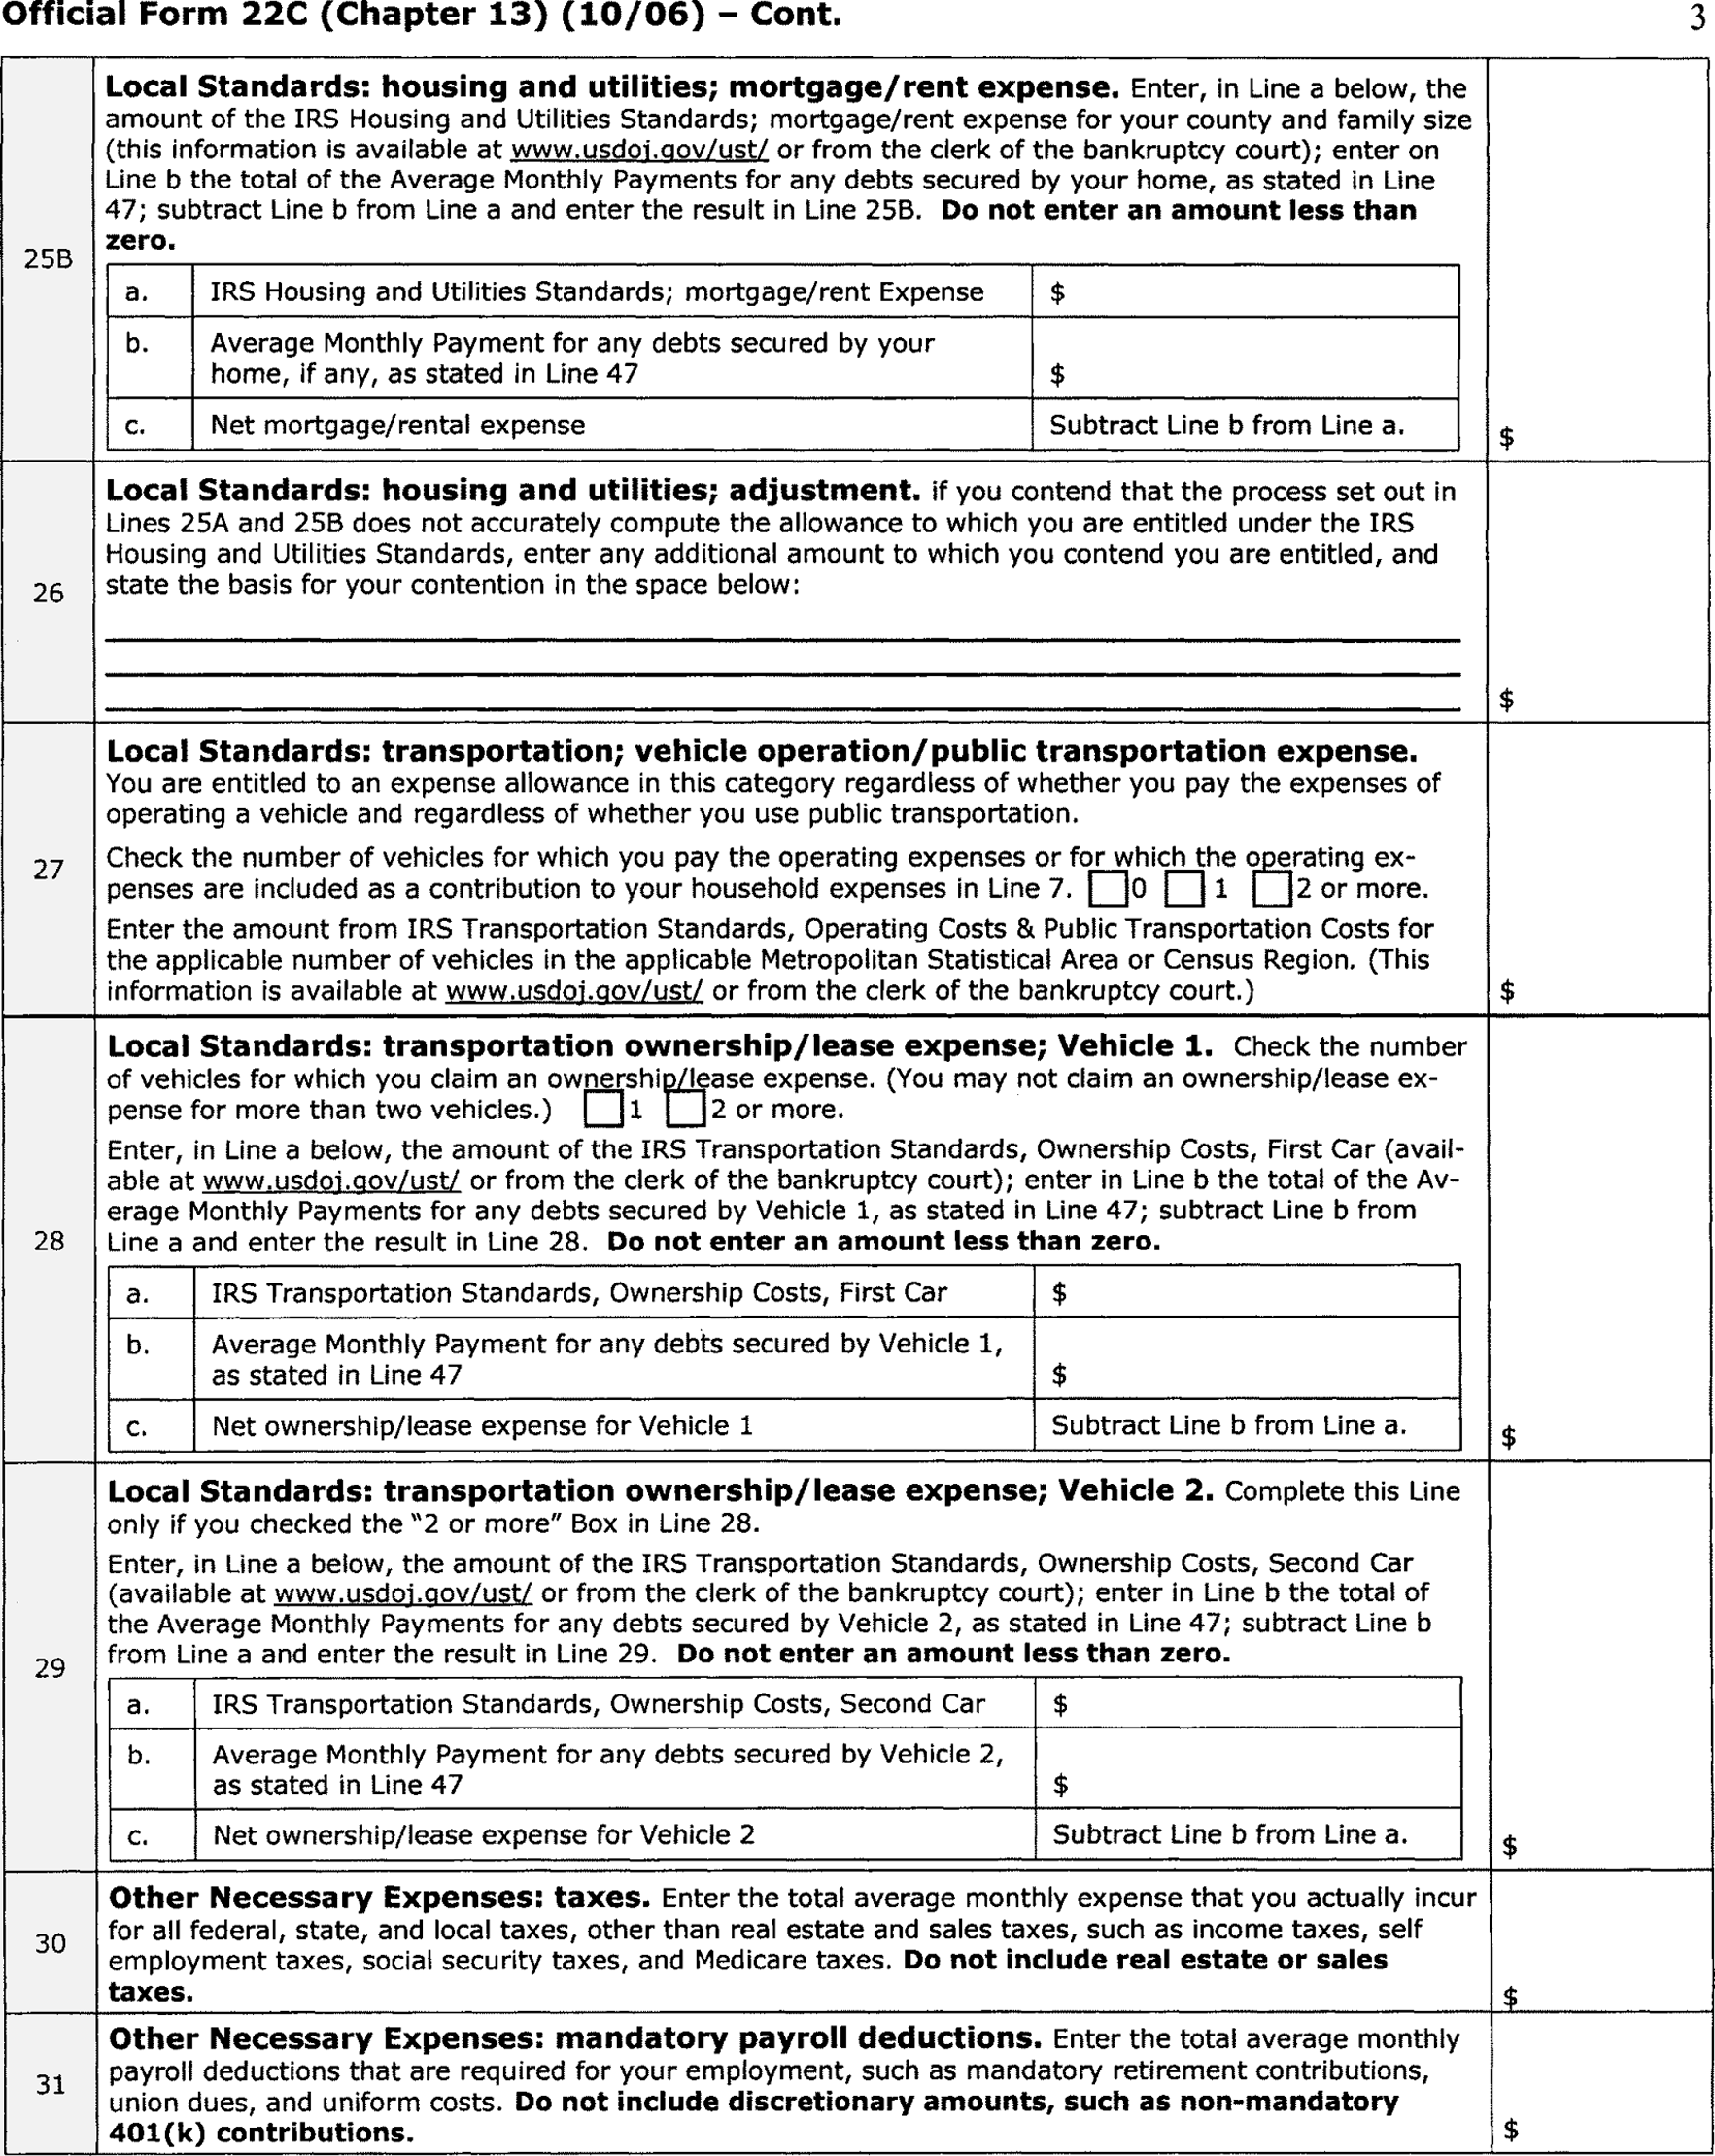 Official Form 22C (Chapter 13) (10/06) – Cont. 3
25B
Local Standards: housing and utilities; mortgage/rent expense. Enter, in Line a below, the
amount of the IRS Housing and Utilities Standards; mortgage/rent expense for your county and family size
(this information is available at www.usdoj.gov/ust/ or from the clerk of the bankruptcy court); enter on
Line b the total of the Average Monthly Payments for any debts secured by your home, as stated in Line
47; subtract Line b from Line a and enter the result in Line 25B. Do not enter an amount less than
zero.
a. IRS Housing and Utilities Standards; mortgage/rent Expense $
b. Average Monthly Payment for any debts secured by your
home, if any, as stated in Line 47 $
c. Net mortgage/rental expense Subtract Line b from Line a. $
26
Local Standards: housing and utilities; adjustment. if you contend that the process set out in
Lines 25A and 25B does not accurately compute the allowance to which you are entitled under the IRS
Housing and Utilities Standards, enter any additional amount to which you contend you are entitled, and
state the basis for your contention in the space below:
$
27
Local Standards: transportation; vehicle operation/public transportation expense.
You are entitled to an expense allowance in this category regardless of whether you pay the expenses of
operating a vehicle and regardless of whether you use public transportation.
Check the number of vehicles for which you pay the operating expenses or for which the operating ex-
penses are included as a contribution to your household expenses in Line 7. 0 1 2 or more.
Enter the amount from IRS Transportation Standards, Operating Costs & Public Transportation Costs for
the applicable number of vehicles in the applicable Metropolitan Statistical Area or Census Region. (This
information is available at www.usdoj.gov/ust/ or from the clerk of the bankruptcy court.) $
28
Local Standards: transportation ownership/lease expense; Vehicle 1. Check the number
of vehicles for which you claim an ownership/lease expense. (You may not claim an ownership/lease ex-
pense for more than two vehicles.) 1 2 or more.
Enter, in Line a below, the amount of the IRS Transportation Standards, Ownership Costs, First Car (avail-
able at www.usdoj.gov/ust/ or from the clerk of the bankruptcy court); enter in Line b the total of the Av-
erage Monthly Payments for any debts secured by Vehicle 1, as stated in Line 47; subtract Line b from
Line a and enter the result in Line 28. Do not enter an amount less than zero.
a. IRS Transportation Standards, Ownership Costs, First Car $
b. Average Monthly Payment for any debts secured by Vehicle 1,
as stated in Line 47 $
c. Net ownership/lease expense for Vehicle 1 Subtract Line b from Line a. $
29
Local Standards: transportation ownership/lease expense; Vehicle 2. Complete this Line
only if you checked the “2 or more” Box in Line 28.
Enter, in Line a below, the amount of the IRS Transportation Standards, Ownership Costs, Second Car
(available at www.usdoj.gov/ust/ or from the clerk of the bankruptcy court); enter in Line b the total of
the Average Monthly Payments for any debts secured by Vehicle 2, as stated in Line 47; subtract Line b
from Line a and enter the result in Line 29. Do not enter an amount less than zero.
a. IRS Transportation Standards, Ownership Costs, Second Car $
b. Average Monthly Payment for any debts secured by Vehicle 2,
as stated in Line 47 $
c. Net ownership/lease expense for Vehicle 2 Subtract Line b from Line a. $
30
Other Necessary Expenses: taxes. Enter the total average monthly expense that you actually incur
for all federal, state, and local taxes, other than real estate and sales taxes, such as income taxes, self
employment taxes, social security taxes, and Medicare taxes. Do not include real estate or sales
taxes. $
31
Other Necessary Expenses: mandatory payroll deductions. Enter the total average monthly
payroll deductions that are required for your employment, such as mandatory retirement contributions,
union dues, and uniform costs. Do not include discretionary amounts, such as non-mandatory
401(k) contributions. $